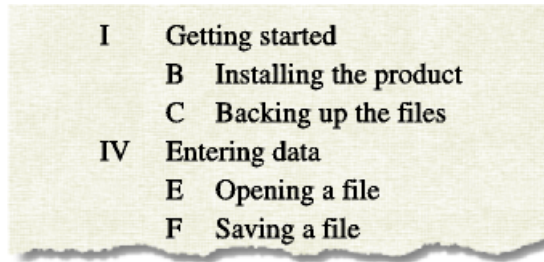 I Getting started
B Installing the product
C Backing up the files
IV Entering data
E Opening a file
F Saving a file